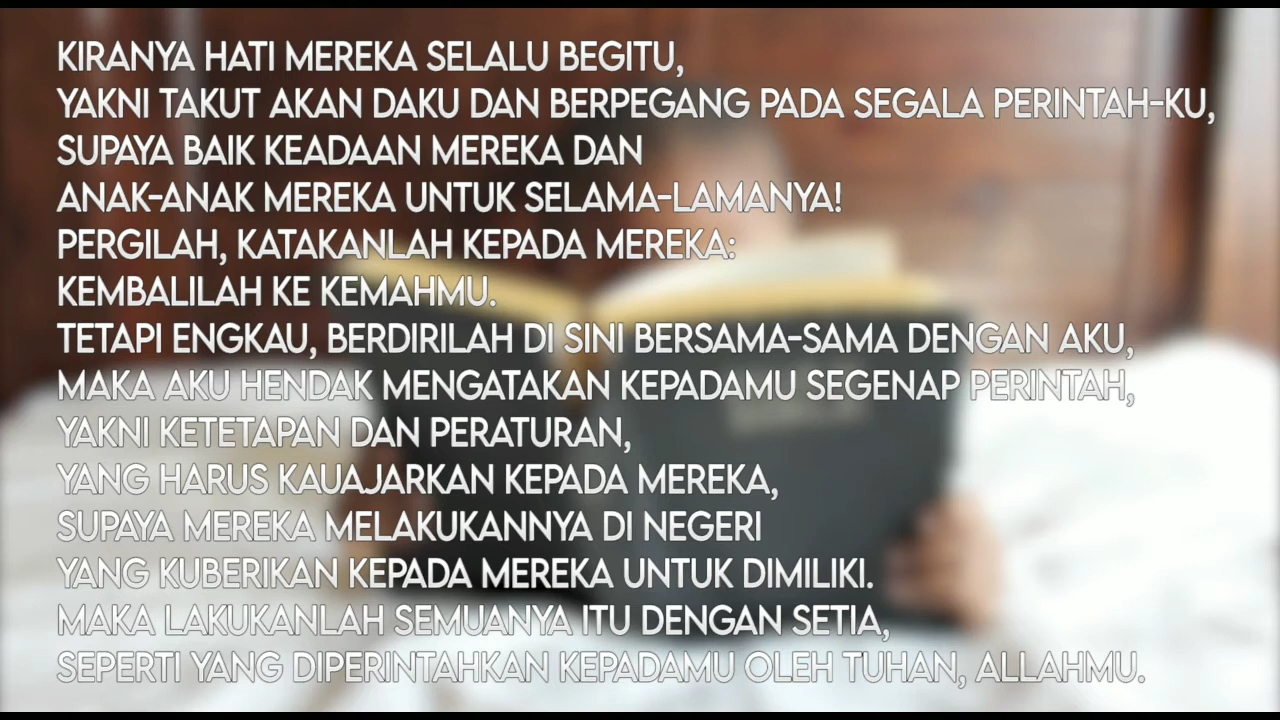 KIRANYA HATI MEREKA SELALU BEGITU,
YAKNI TAKUT AKAN DAKU DAN BERPEGANG PADA SEGALA PERINTAH-KU,
SUPAYA BAIK KEADAAN MEREKA DAN
ANAK-ANAK MEREKA UNTUK SELAMA-LAMANYA!
PERGILAH, KATAKANLAH KEPADA MEREKA:
KEMBALILAH KE KEMAHMU.
TETAPI ENGKAU, BERDIRILAH DI SINI BERSAMA-SAMA DENGAN AKU,
MAKA AKU HENDAK MENGATAKAN KEPADAMU SEGENAP PERINTAH,
YAKNI KETETAPAN DAN PERATURAN,
YANG HARUS KAUAJARKAN KEPADA MEREKA,
SUPAYA MEREKA MELAKUKANNYA DI NEGERI
YANG KUBERIKAN KEPADA MEREKA UNTUK DIMILIKI.
MAKA LAKUKANLAH SEMUANYA ITU DENGAN SETIA,
SEPERTI YANG DIPERINTAHKAN KEPADAMU OLEH TUHAN, ALLAHMU.